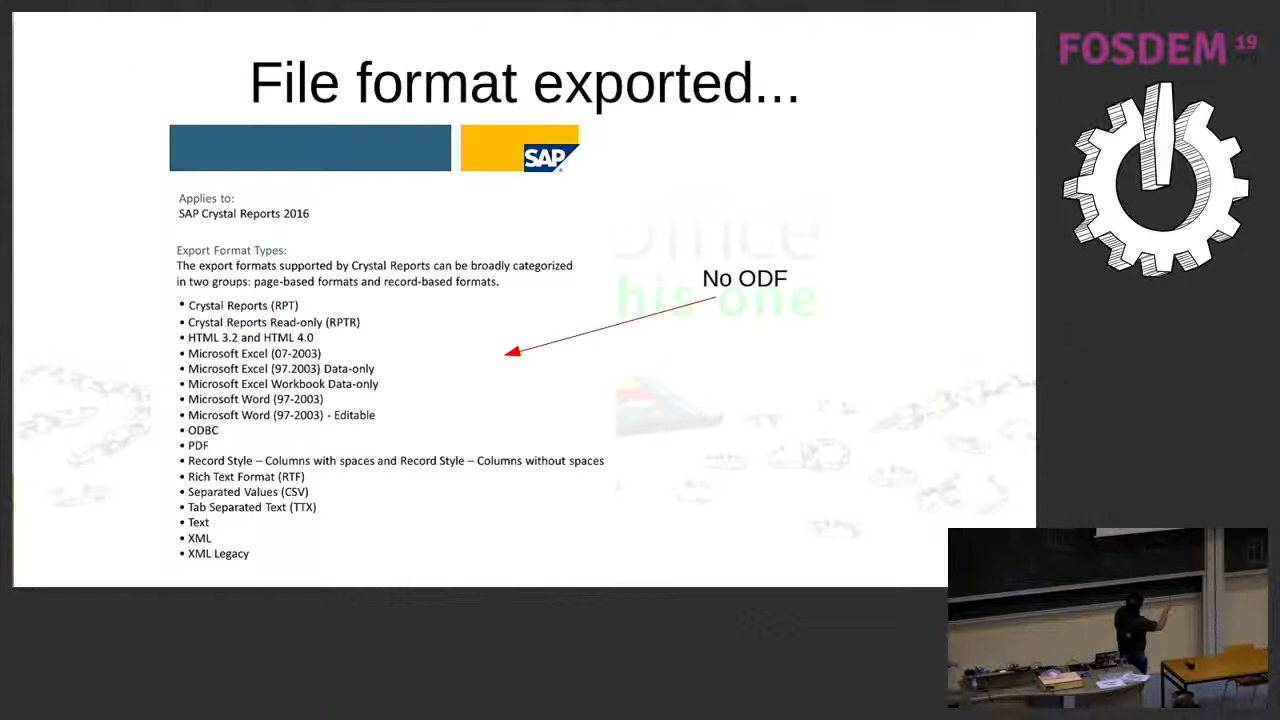 File format exported...
SAP
Applies to:
SAP Crystal Reports 2016
Export Format Types:
The export formats supported by Crystal Reports can be broadly categorized
in two groups: page-based formats and record-based formats.
• Crystal Reports (RPT)
• Crystal Reports Read-only (RPTR)
• HTML 3.2 and HTML 4.0
• Microsoft Excel (07-2003)
• Microsoft Excel (97.2003) Data-only
• Microsoft Excel Workbook Data-only
• Microsoft Word (97-2003)
• Microsoft Word (97-2003) - Editable
• ODBC
• PDF
• Record Style – Columns with spaces and Record Style – Columns without spaces
• Rich Text Format (RTF)
• Separated Values (CSV)
• Tab Separated Text (TTX)
• Text
• XML
• XML Legacy
Office
his one
No ODF
FOSDEM 19
.org